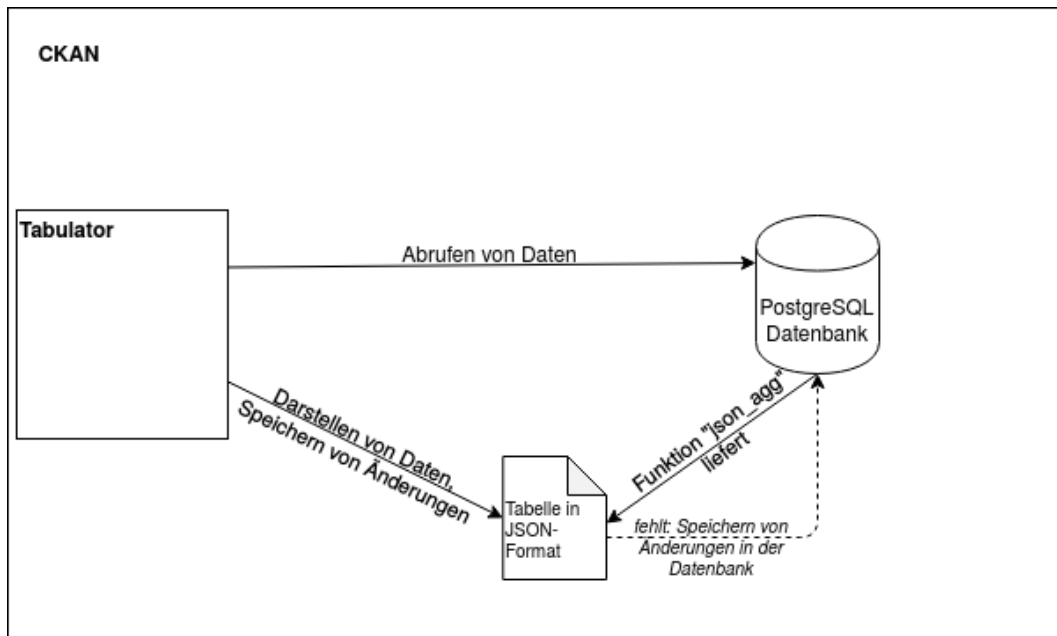 CKAN
Tabulator
Abrufen von Daten
PostgreSQL
Datenbank
Darstellen von Daten,
Speichern von Änderungen
Funktion "json_agg"
liefert
Tabelle in
JSON-
Format
fehlt: Speichern von
Änderungen in der
Datenbank